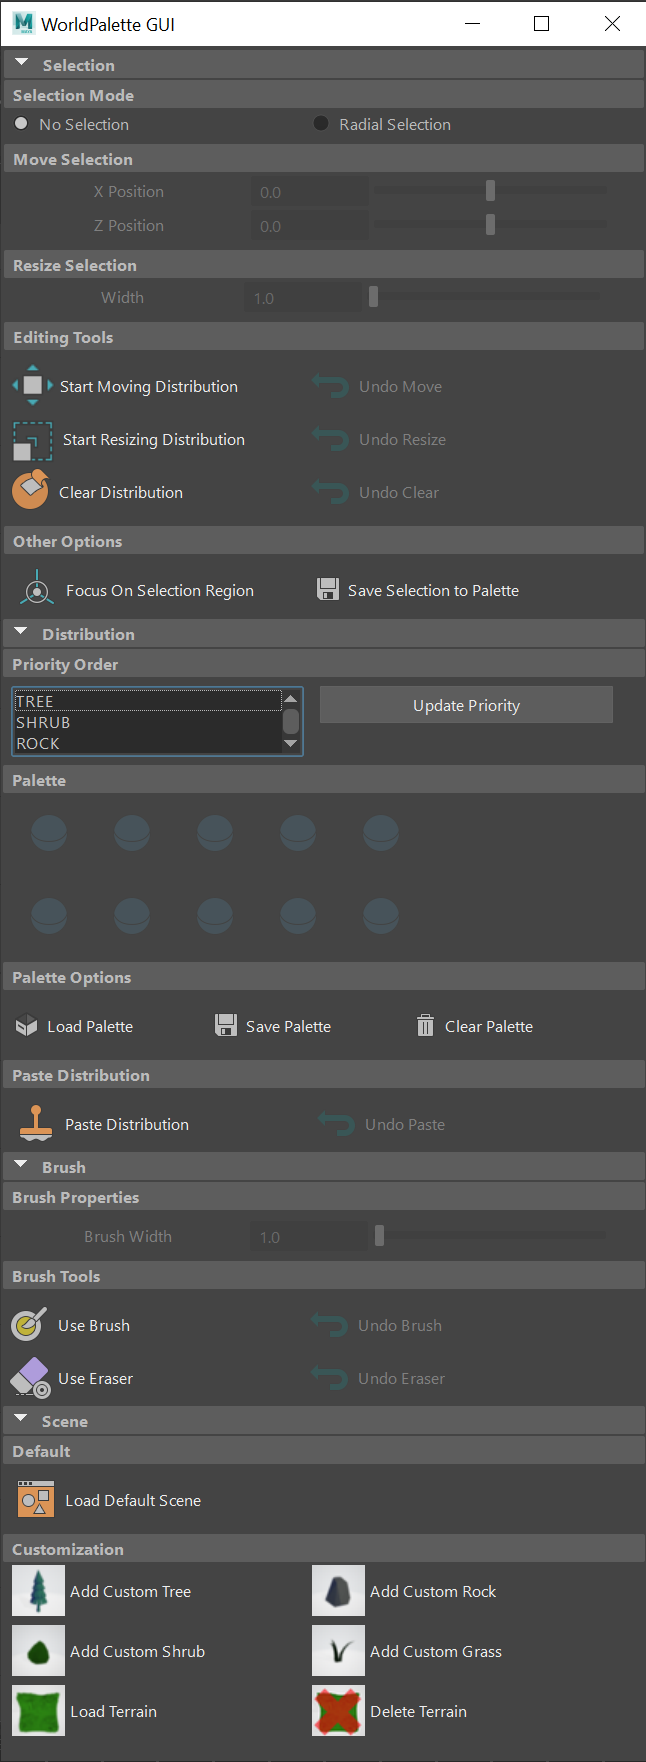 WorldPalette GUI
Selection
Selection Mode
No Selection Radial Selection
Move Selection
X Position 0.0
Z Position 0.0
Resize Selection
Width 1.0
Editing Tools
Start Moving Distribution Undo Move
Start Resizing Distribution Undo Resize
Clear Distribution Undo Clear
Other Options
Focus On Selection Region Save Selection to Palette
Distribution
Priority Order
TREE Update Priority
SHRUB
ROCK
Palette
Palette Options
Load Palette Save Palette Clear Palette
Paste Distribution
Paste Distribution Undo Paste
Brush
Brush Properties
Brush Width 1.0
Brush Tools
Use Brush Undo Brush
Use Eraser Undo Eraser
Scene
Default
Load Default Scene
Customization
Add Custom Tree Add Custom Rock
Add Custom Shrub Add Custom Grass
Load Terrain Delete Terrain